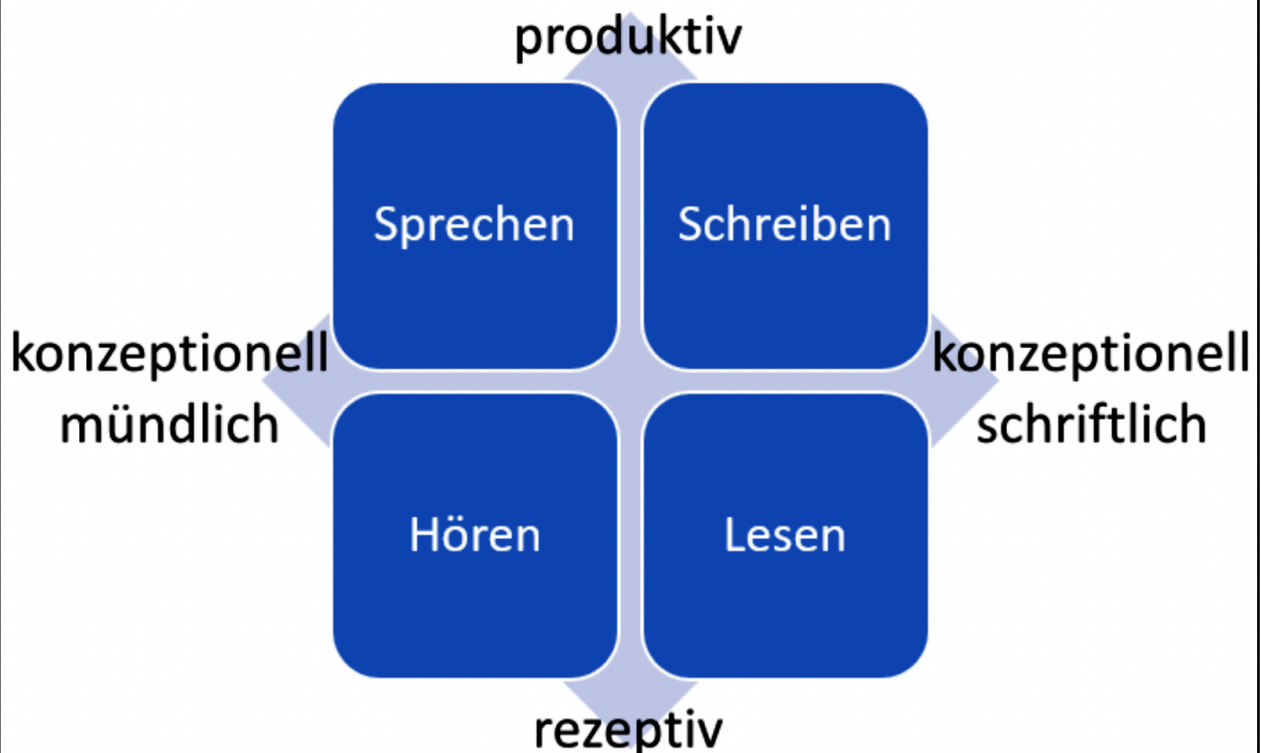 produktiv
Sprechen
Schreiben
konzeptionell
mündlich
konzeptionell
schriftlich
Hören
Lesen
rezeptiv